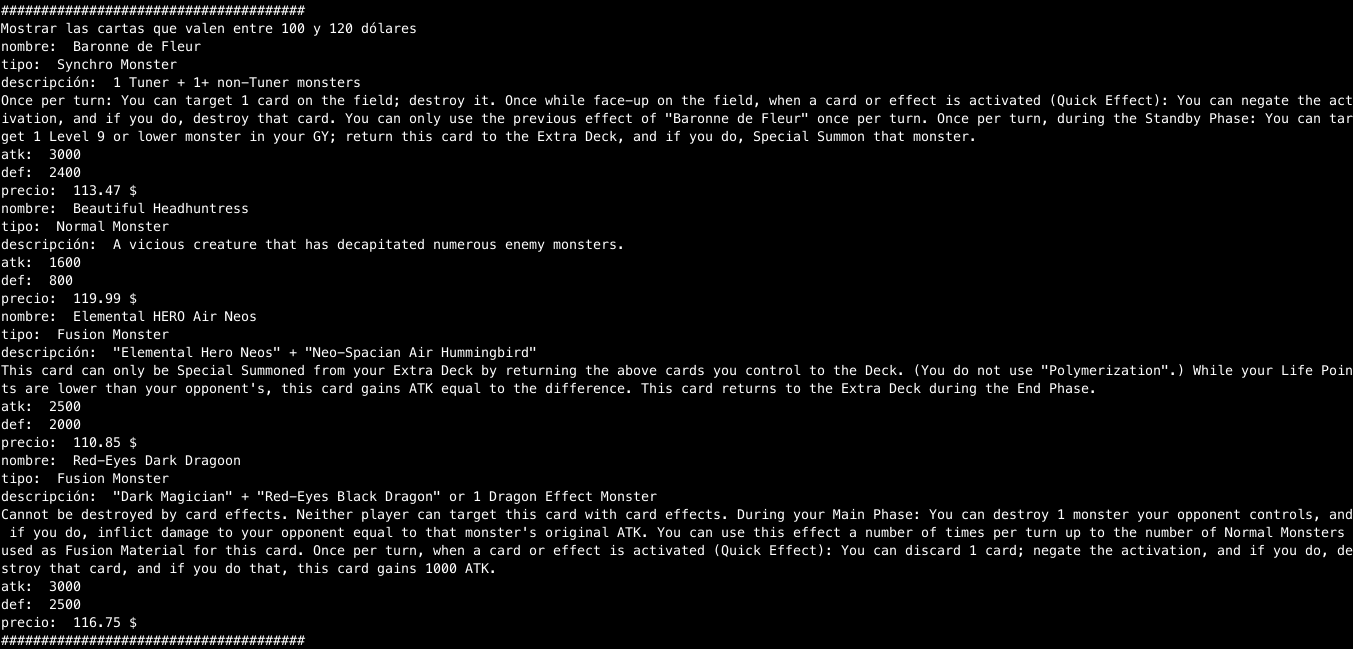 ######################################
Mostrar las cartas que valen entre 100 y 120 dólares
nombre:  Baronne de Fleur
tipo:  Synchro Monster
descripción:  1 Tuner + 1+ non-Tuner monsters
Once per turn: You can target 1 card on the field; destroy it. Once while face-up on the field, when a card or effect is activated (Quick Effect): You can negate the act
ivation, and if you do, destroy that card. You can only use the previous effect of "Baronne de Fleur" once per turn. Once per turn, during the Standby Phase: You can tar
get 1 Level 9 or lower monster in your GY; return this card to the Extra Deck, and if you do, Special Summon that monster.
atk:  3000
def:  2400
precio:  113.47 $
nombre:  Beautiful Headhuntress
tipo:  Normal Monster
descripción:  A vicious creature that has decapitated numerous enemy monsters.
atk:  1600
def:  800
precio:  119.99 $
nombre:  Elemental HERO Air Neos
tipo:  Fusion Monster
descripción:  "Elemental Hero Neos" + "Neo-Spacian Air Hummingbird"
This card can only be Special Summoned from your Extra Deck by returning the above cards you control to the Deck. (You do not use "Polymerization".) While your Life Poin
ts are lower than your opponent's, this card gains ATK equal to the difference. This card returns to the Extra Deck during the End Phase.
atk:  2500
def:  2000
precio:  110.85 $
nombre:  Red-Eyes Dark Dragoon
tipo:  Fusion Monster
descripción:  "Dark Magician" + "Red-Eyes Black Dragon" or 1 Dragon Effect Monster
Cannot be destroyed by card effects. Neither player can target this card with card effects. During your Main Phase: You can destroy 1 monster your opponent controls, and
 if you do, inflict damage to your opponent equal to that monster's original ATK. You can use this effect a number of times per turn up to the number of Normal Monsters
used as Fusion Material for this card. Once per turn, when a card or effect is activated (Quick Effect): You can discard 1 card; negate the activation, and if you do, de
stroy that card, and if you do that, this card gains 1000 ATK.
atk:  3000
def:  2500
precio:  116.75 $
######################################